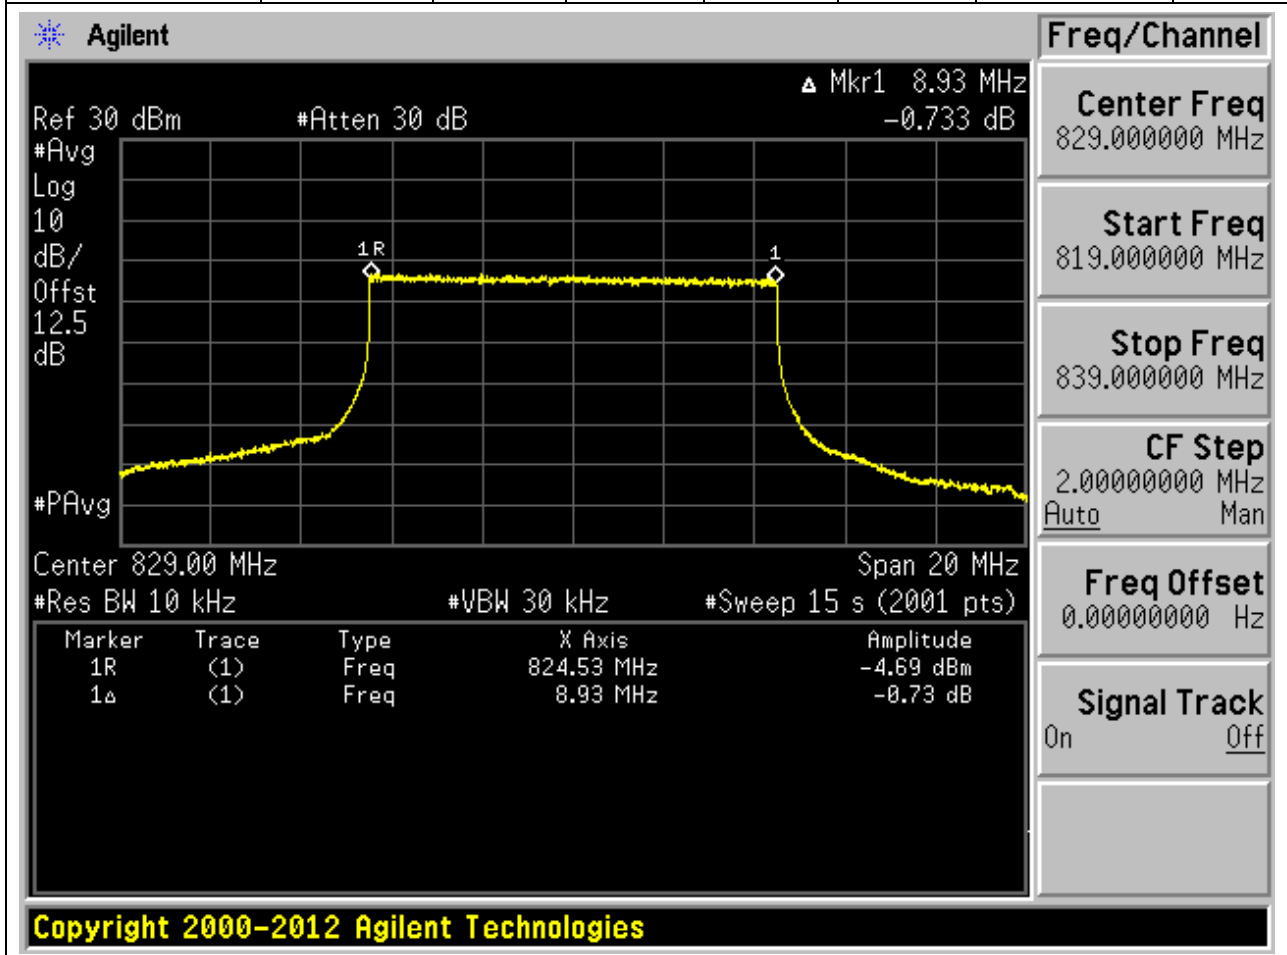 Agilent
Freq/Channel
▵ Mkr1 8.93 MHz
Ref 30 dBm #Atten 30 dB -0.733 dB
#Avg
Log
10
dB/
Offst
12.5
dB
#PAvg
1R
1
Center 829.00 MHz Span 20 MHz
#Res BW 10 kHz #VBW 30 kHz #Sweep 15 s (2001 pts)
Marker Trace Type X Axis Amplitude
1R (1) Freq 824.53 MHz -4.69 dBm
1▵ (1) Freq 8.93 MHz -0.73 dB
Center Freq
829.000000 MHz
Start Freq
819.000000 MHz
Stop Freq
839.000000 MHz
CF Step
2.00000000 MHz
Auto Man
Freq Offset
0.00000000 Hz
Signal Track
On Off
Copyright 2000-2012 Agilent Technologies